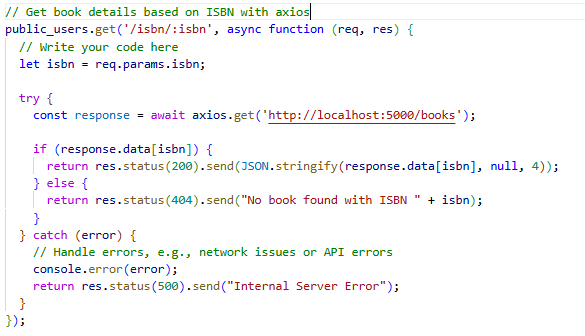 // Get book details based on ISBN with axios
public_users.get('/isbn/:isbn', async function (req, res) {
  // Write your code here
  let isbn = req.params.isbn;

  try {
    const response = await axios.get('http://localhost:5000/books');

    if (response.data[isbn]) {
      return res.status(200).send(JSON.stringify(response.data[isbn], null, 4));
    } else {
      return res.status(404).send("No book found with ISBN " + isbn);
    }
  } catch (error) {
    // Handle errors, e.g., network issues or API errors
    console.error(error);
    return res.status(500).send("Internal Server Error");
  }
});